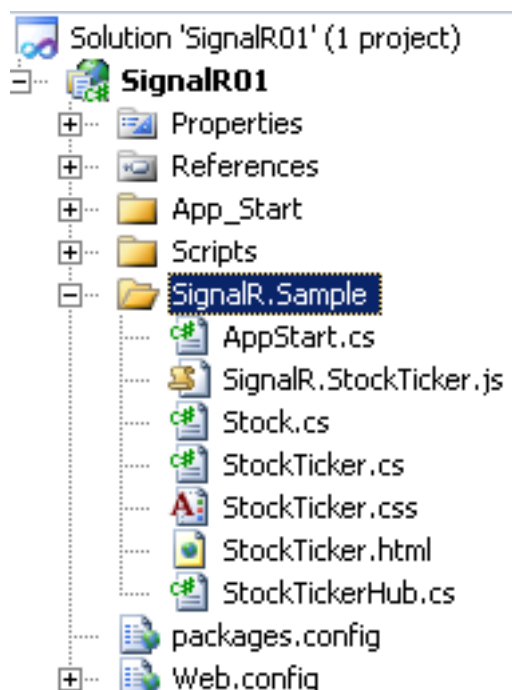 Solution 'SignalR01' (1 project)
SignalR01
Properties
References
App_Start
Scripts
SignalR.Sample
AppStart.cs
SignalR.StockTicker.js
Stock.cs
StockTicker.cs
StockTicker.css
StockTicker.html
StockTickerHub.cs
packages.config
Web.config